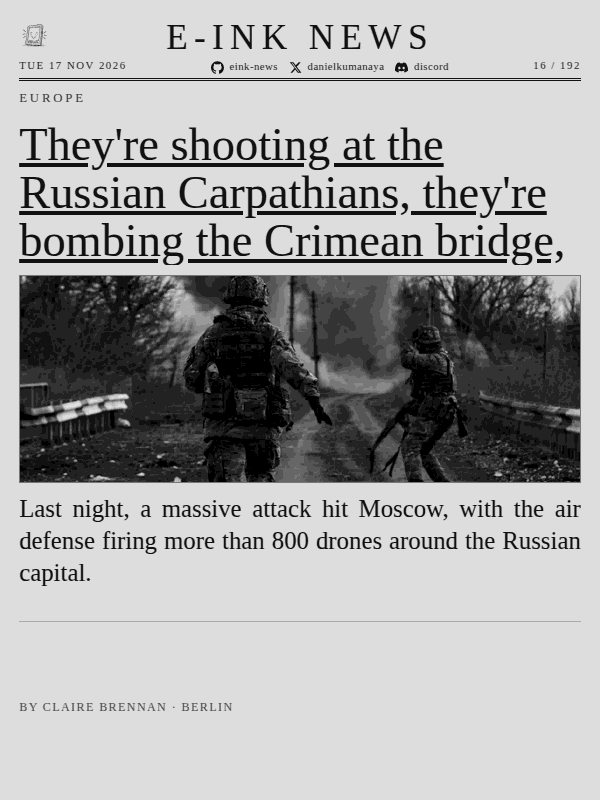 E-INK NEWS
TUE 17 NOV 2026
eink-news danielkumanaya discord
16 / 192
EUROPE
They're shooting at the
Russian Carpathians, they're
bombing the Crimean bridge,
Last night, a massive attack hit Moscow, with the air
defense firing more than 800 drones around the Russian
capital.
BY CLAIRE BRENNAN · BERLIN